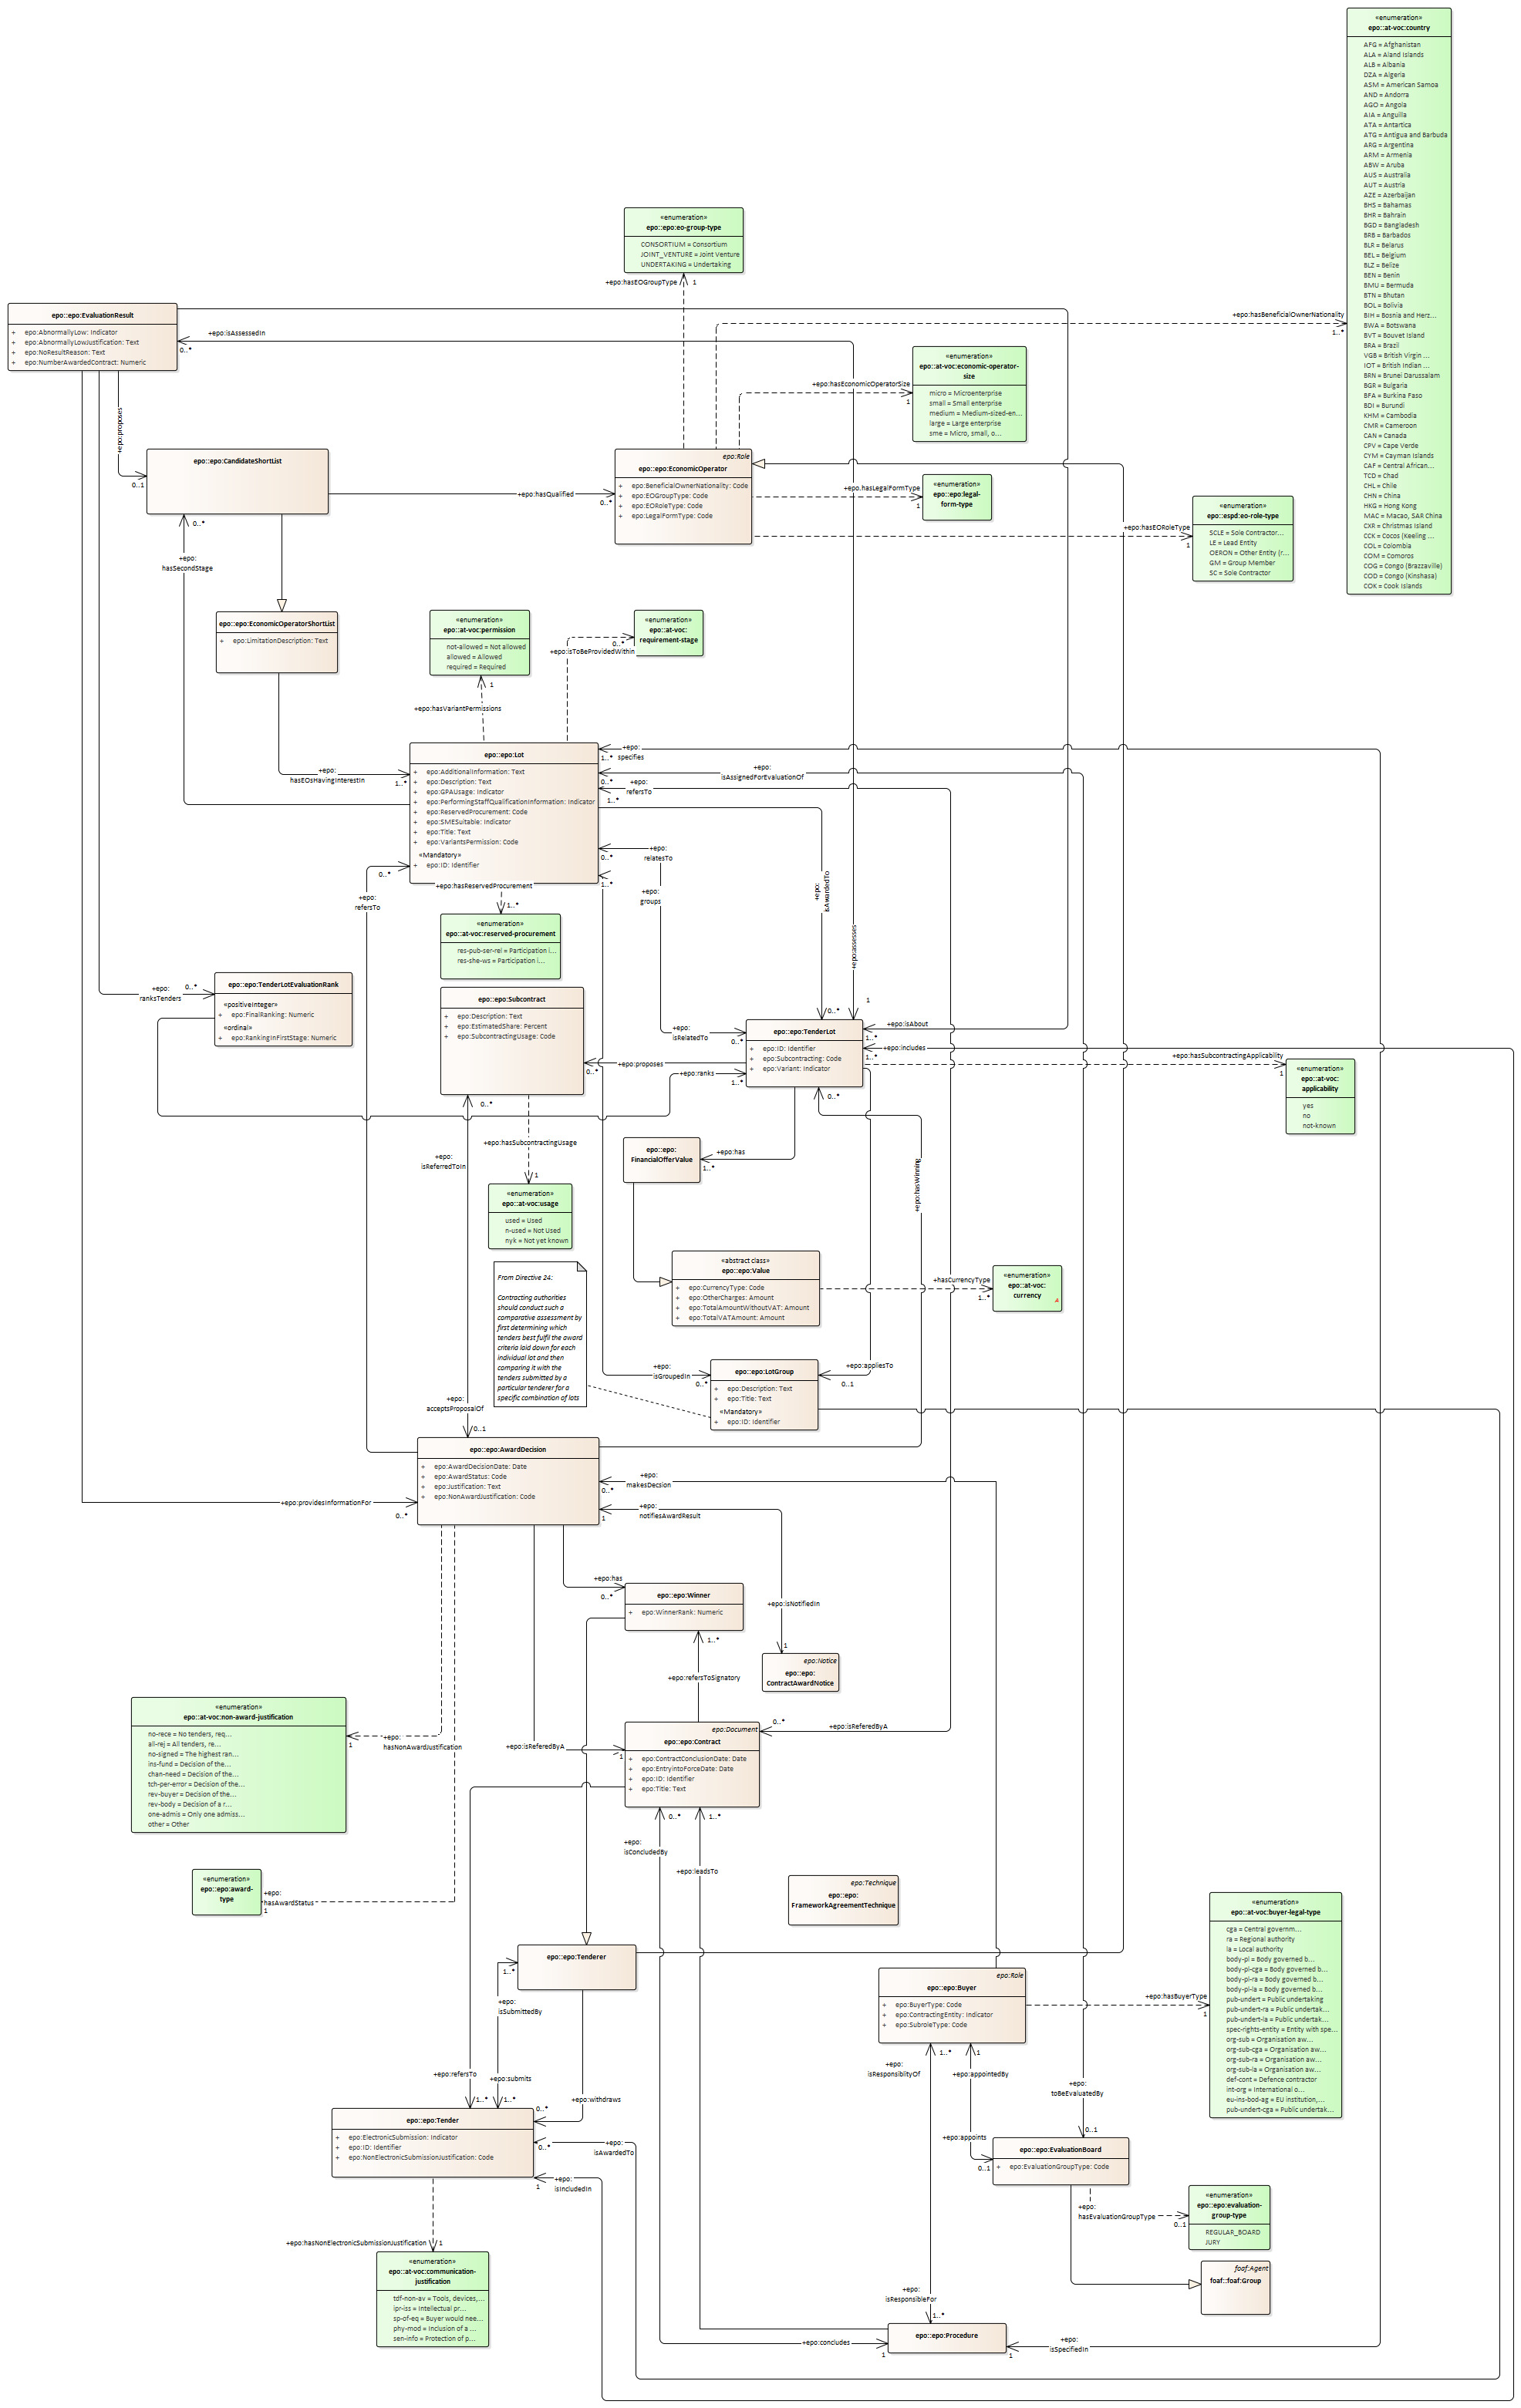 «enumeration»
epo::at-voc:country
AFG = Afghanistan
ALA = Aland Islands
ALB = Albania
DZA = Algeria
ASM = American Samoa
AND = Andorra
AGO = Angola
AIA = Anguilla
ATA = Antartica
ATG = Antigua and Barbuda
ARG = Argentina
ARM = Armenia
ABW = Aruba
AUS = Australia
AUT = Austria
AZE = Azerbaijan
BHS = Bahamas
BHR = Bahrain
BGD = Bangladesh
BRB = Barbados
BLR = Belarus
BEL = Belgium
BLZ = Belize
BEN = Benin
BMU = Bermuda
BTN = Bhutan
BOL = Bolivia
BIH = Bosnia and Herz...
BWA = Botswana
BVT = Bouvet Island
BRA = Brazil
VGB = British Virgin ...
IOT = British Indian ...
BRN = Brunei Darussalam
BGR = Bulgaria
BFA = Burkina Faso
BDI = Burundi
KHM = Cambodia
CMR = Cameroon
CAN = Canada
CPV = Cape Verde
CYM = Cayman Islands
CAF = Central African...
TCD = Chad
CHL = Chile
CHN = China
HKG = Hong Kong
MAC = Macao, SAR China
CXR = Christmas Island
CCK = Cocos (Keeling ...
COL = Colombia
COM = Comoros
COG = Congo (Brazzaville)
COD = Congo (Kinshasa)
COK = Cook Islands
«enumeration»
epo::epo:eo-group-type
CONSORTIUM = Consortium
JOINT_VENTURE = Joint Venture
UNDERTAKING = Undertaking
+epo:hasEOGroupType 1
epo::epo:EvaluationResult
+ epo:AbnormallyLow: Indicator
+ epo:AbnormallyLowJustification: Text
+ epo:NoResultReason: Text
+ epo:NumberAwardedContract: Numeric
+epo:isAssessedIn
0..*
+epo:hasBeneficialOwnerNationality
1..*
«enumeration»
epo::at-voc:economic-operator-
size
micro = Microenterprise
small = Small enterprise
medium = Medium-sized-en...
large = Large enterprise
sme = Micro, small, o...
+epo:hasEconomicOperatorSize
1
+epo:proposes
0..1
epo::epo:CandidateShortList
epo:Role
epo::epo:EconomicOperator
+ epo:BeneficialOwnerNationality: Code
+ epo:EOGroupType: Code
+ epo:EORoleType: Code
+ epo:LegalFormType: Code
+epo:hasQualified
0..*
+epo:hasLegalFormType
1
«enumeration»
epo::epo:legal-
form-type
+epo:hasEORoleType
1
«enumeration»
epo::espd:eo-role-type
SCLE = Sole Contractor...
LE = Lead Entity
OERON = Other Entity (r...
GM = Group Member
SC = Sole Contractor
0..*
+epo:
hasSecondStage
epo::epo:EconomicOperatorShortList
+ epo:LimitationDescription: Text
«enumeration»
epo::at-voc:permission
not-allowed = Not allowed
allowed = Allowed
required = Required
1
+epo:hasVariantPermissions
«enumeration»
epo::at-voc:
requirement-stage
0..*
+epo:isToBeProvidedWithin
epo::epo:Lot
+ epo:AdditionalInformation: Text
+ epo:Description: Text
+ epo:GPAUsage: Indicator
+ epo:PerformingStaffQualificationInformation: Indicator
+ epo:ReservedProcurement: Code
+ epo:SMESuitable: Indicator
+ epo:Title: Text
+ epo:VariantsPermission: Code
«Mandatory»
+ epo:ID: Identifier
+epo:
hasEOsHavingInterestIn
1..*
+epo:
specifies
1..*
+epo:
isAssignedForEvaluationOf
0..*
+epo:
refersTo
1..*
+epo:
relatesTo
0..*
+epo:
groups
1..*
+epo:
isAwardedTo
+epo:assesses
1
0..*
0..*
+epo:
refersTo
+epo:hasReservedProcurement
1..*
«enumeration»
epo::at-voc:reserved-procurement
res-pub-ser-rel = Participation i...
res-she-ws = Participation i...
epo::epo:TenderLotEvaluationRank
«positiveInteger»
+ epo:FinalRanking: Numeric
«ordinal»
+ epo:RankingInFirstStage: Numeric
+epo:
ranksTenders
0..*
epo::epo:Subcontract
+ epo:Description: Text
+ epo:EstimatedShare: Percent
+ epo:SubcontractingUsage: Code
epo::epo:TenderLot
+ epo:ID: Identifier
+ epo:Subcontracting: Code
+ epo:Variant: Indicator
+epo:
isRelatedTo
0..*
+epo:isAbout
1..*
+epo:includes
1..*
+epo:proposes
0..*
+epo:ranks
1..*
+epo:hasSubcontractingApplicability
1
«enumeration»
epo::at-voc:
applicability
yes
no
not-known
0..*
0..*
+epo:hasSubcontractingUsage
1
«enumeration»
epo::at-voc:usage
used = Used
n-used = Not Used
nyk = Not yet known
+epo:
isReferredToIn
epo::epo:
FinancialOfferValue
+epo:has
1..*
+epo:hasWinning
From Directive 24:
Contracting authorities
should conduct such a
comparative assessment by
first determining which
tenders best fulfil the award
criteria laid down for each
individual lot and then
comparing it with the
tenders submitted by a
particular tenderer for a
specific combination of lots
«abstract class»
epo::epo:Value
+ epo:CurrencyType: Code
+ epo:OtherCharges: Amount
+ epo:TotalAmountWithoutVAT: Amount
+ epo:TotalVATAmount: Amount
+hasCurrencyType
1..*
«enumeration»
epo::at-voc:
currency
epo::epo:LotGroup
+ epo:Description: Text
+ epo:Title: Text
«Mandatory»
+ epo:ID: Identifier
+epo:
isGroupedIn
0..*
+epo:appliesTo
0..1
+epo:
acceptsProposalOf
0..1
epo::epo:AwardDecision
+ epo:AwardDecisionDate: Date
+ epo:AwardStatus: Code
+ epo:Justification: Text
+ epo:NonAwardJustification: Code
+epo:providesInformationFor
0..*
+epo:
makesDecsion
0..*
+epo:
notifiesAwardResult
1
+epo:has
0..*
epo::epo:Winner
+ epo:WinnerRank: Numeric
+epo:isNotifiedIn
1
epo:Notice
epo::epo:
ContractAwardNotice
1..*
+epo:refersToSignatory
«enumeration»
epo::at-voc:non-award-justification
no-rece = No tenders, req...
all-rej = All tenders, re...
no-signed = The highest ran...
ins-fund = Decision of the...
chan-need = Decision of the...
tch-per-error = Decision of the...
rev-buyer = Decision of the...
rev-body = Decision of a r...
one-admis = Only one admiss...
other = Other
+epo:
hasNonAwardJustification
1
+epo:isReferedByA
1
epo:Document
epo::epo:Contract
+ epo:ContractConclusionDate: Date
+ epo:EntryintoForceDate: Date
+ epo:ID: Identifier
+ epo:Title: Text
0..*
+epo:isReferedByA
0..*
1..*
+epo:
isConcludedBy
+epo:leadsTo
«enumeration»
epo::epo:award-
type
+epo:
hasAwardStatus
1
epo:Technique
epo::epo:
FrameworkAgreementTechnique
epo::epo:Tenderer
1..*
+epo:
isSubmittedBy
epo:Role
epo::epo:Buyer
+ epo:BuyerType: Code
+ epo:ContractingEntity: Indicator
+ epo:SubroleType: Code
+epo:hasBuyerType
1
«enumeration»
epo::at-voc:buyer-legal-type
cga = Central governm...
ra = Regional authority
la = Local authority
body-pl = Body governed b...
body-pl-cga = Body governed b...
body-pl-ra = Body governed b...
body-pl-la = Body governed b...
pub-undert = Public undertaking
pub-undert-ra = Public undertak...
pub-undert-la = Public undertak...
spec-rights-entity = Entity with spe...
org-sub = Organisation aw...
org-sub-cga = Organisation aw...
org-sub-ra = Organisation aw...
org-sub-la = Organisation aw...
def-cont = Defence contractor
int-org = International o...
eu-ins-bod-ag = EU institution,...
pub-undert-cga = Public undertak...
1..*
1
+epo:
isResponsiblityOf
+epo:appointedBy
+epo:
toBeEvaluatedBy
0..1
+epo:refersTo
1..*
+epo:submits
1..*
+epo:withdraws
0..*
epo::epo:Tender
+ epo:ElectronicSubmission: Indicator
+ epo:ID: Identifier
+ epo:NonElectronicSubmissionJustification: Code
0..*
+epo:
isAwardedTo
1
+epo:
isIncludedIn
+epo:appoints
0..1
epo::epo:EvaluationBoard
+ epo:EvaluationGroupType: Code
+epo:
hasEvaluationGroupType
0..1
«enumeration»
epo::epo:evaluation-
group-type
REGULAR_BOARD
JURY
foaf:Agent
foaf::foaf:Group
+epo:hasNonElectronicSubmissionJustification
1
«enumeration»
epo::at-voc:communication-
justification
tdf-non-av = Tools, devices,...
ipr-iss = Intellectual pr...
sp-of-eq = Buyer would nee...
phy-mod = Inclusion of a ...
sen-info = Protection of p...
+epo:
isResponsibleFor
1..*
epo::epo:Procedure
+epo:concludes
1
+epo:
isSpecifiedIn
1